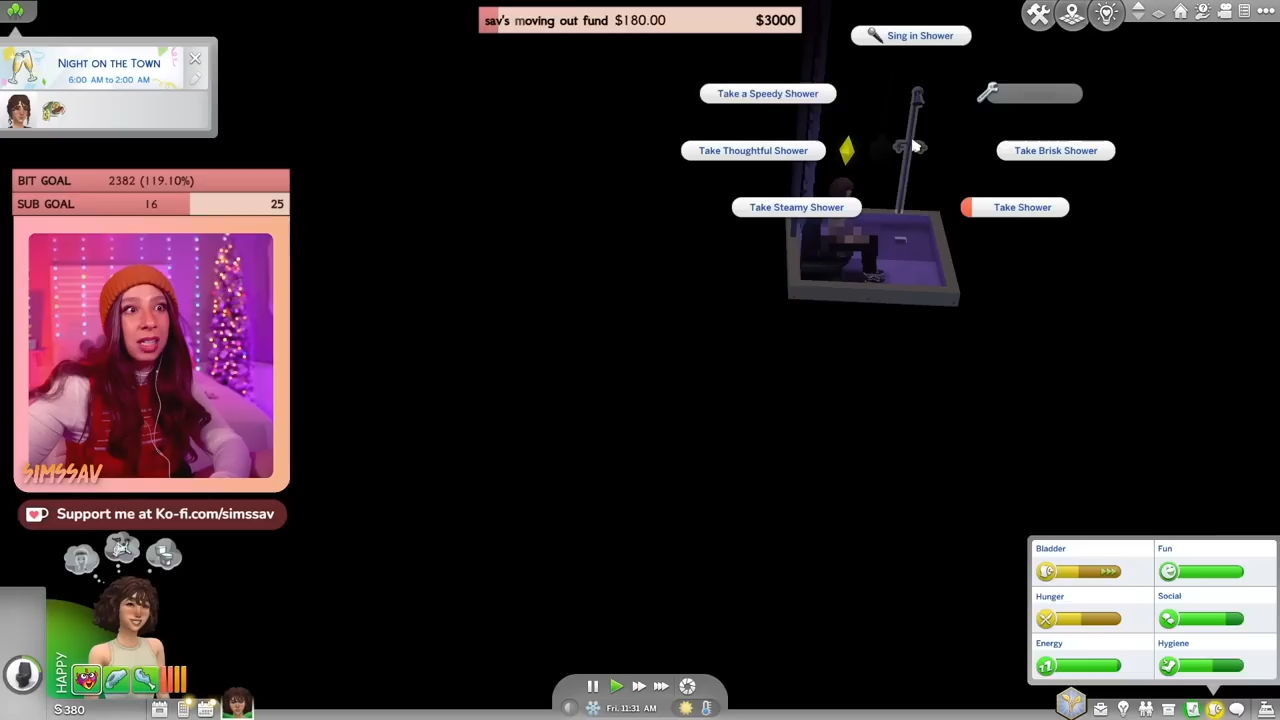 sav's moving out fund $180.00 $3000
NIGHT ON THE TOWN
6:00 AM to 2:00 AM
Sing in Shower
Take a Speedy Shower
Take Thoughtful Shower
Take Brisk Shower
Take Steamy Shower
Take Shower
BIT GOAL 2382 (119.10%)
SUB GOAL 16 25
SIMSSAV
Support me at Ko-fi.com/simssav
HAPPY
$380
Fri. 11:31 AM
Bladder Fun
Hunger Social
Energy Hygiene